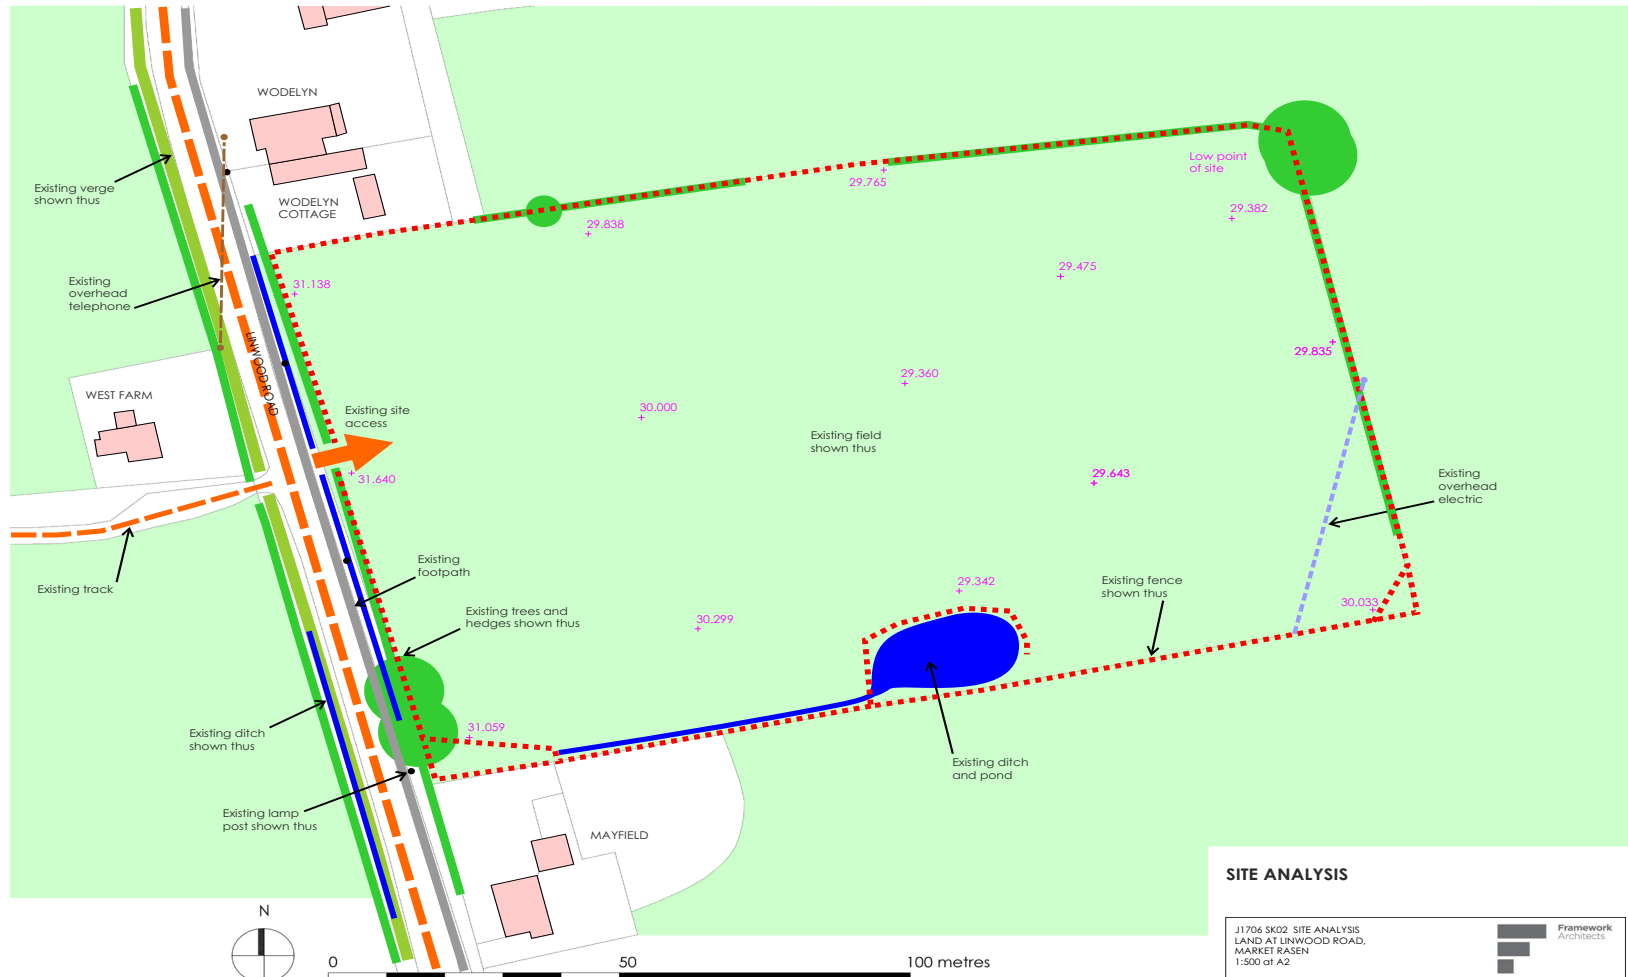 WODELYN
Existing verge
shown thus
WODELYN
COTTAGE
Low point
of site
29.765
29.382
29.838
29.475
Existing
overhead
telephone
31.138
LINWOOD ROAD
29.835
29.360
WEST FARM
30.000
Existing site
access
Existing field
shown thus
31.640
29.643
Existing
overhead
electric
Existing track
Existing
footpath
29.342
Existing fence
shown thus
30.033
Existing trees and
hedges shown thus
30.299
31.059
Existing ditch
shown thus
Existing ditch
and pond
Existing lamp
post shown thus
MAYFIELD
SITE ANALYSIS
N
J1706 SK02 SITE ANALYSIS
LAND AT LINWOOD ROAD,
MARKET RASEN
1:500 at A2
Framework
Architects
0 50 100 metres